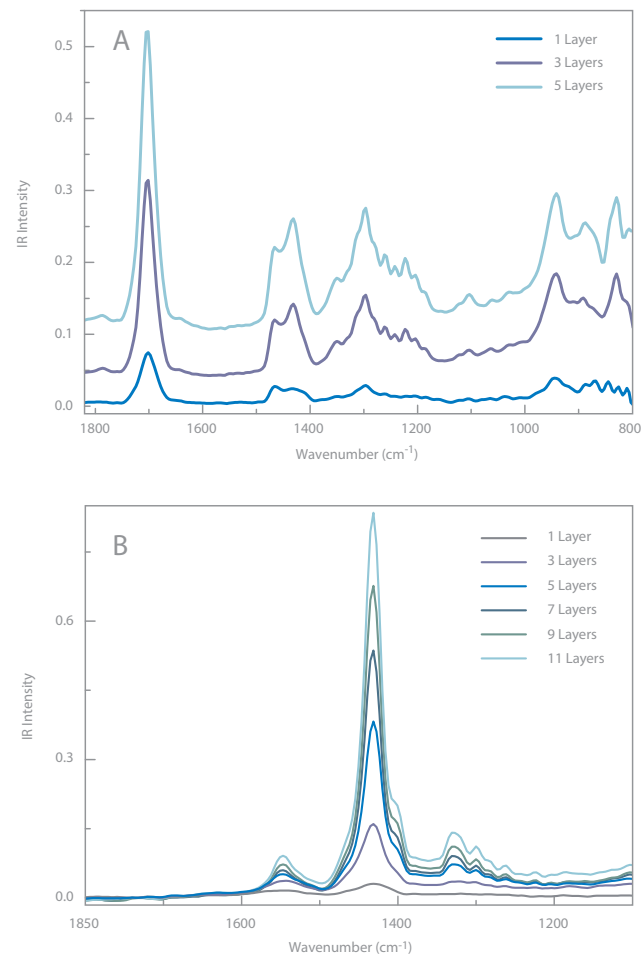 A
0.5
0.3
0.2
0.1
0.0
IR Intensity
1 Layer
3 Layers
5 Layers
1800
1600
1400
1200
1000
800
Wavenumber (cm-1)
B
0.6
0.3
0.0
IR Intensity
1 Layer
3 Layers
5 Layers
7 Layers
9 Layers
11 Layers
1850
1600
1400
1200
Wavenumber (cm-1)